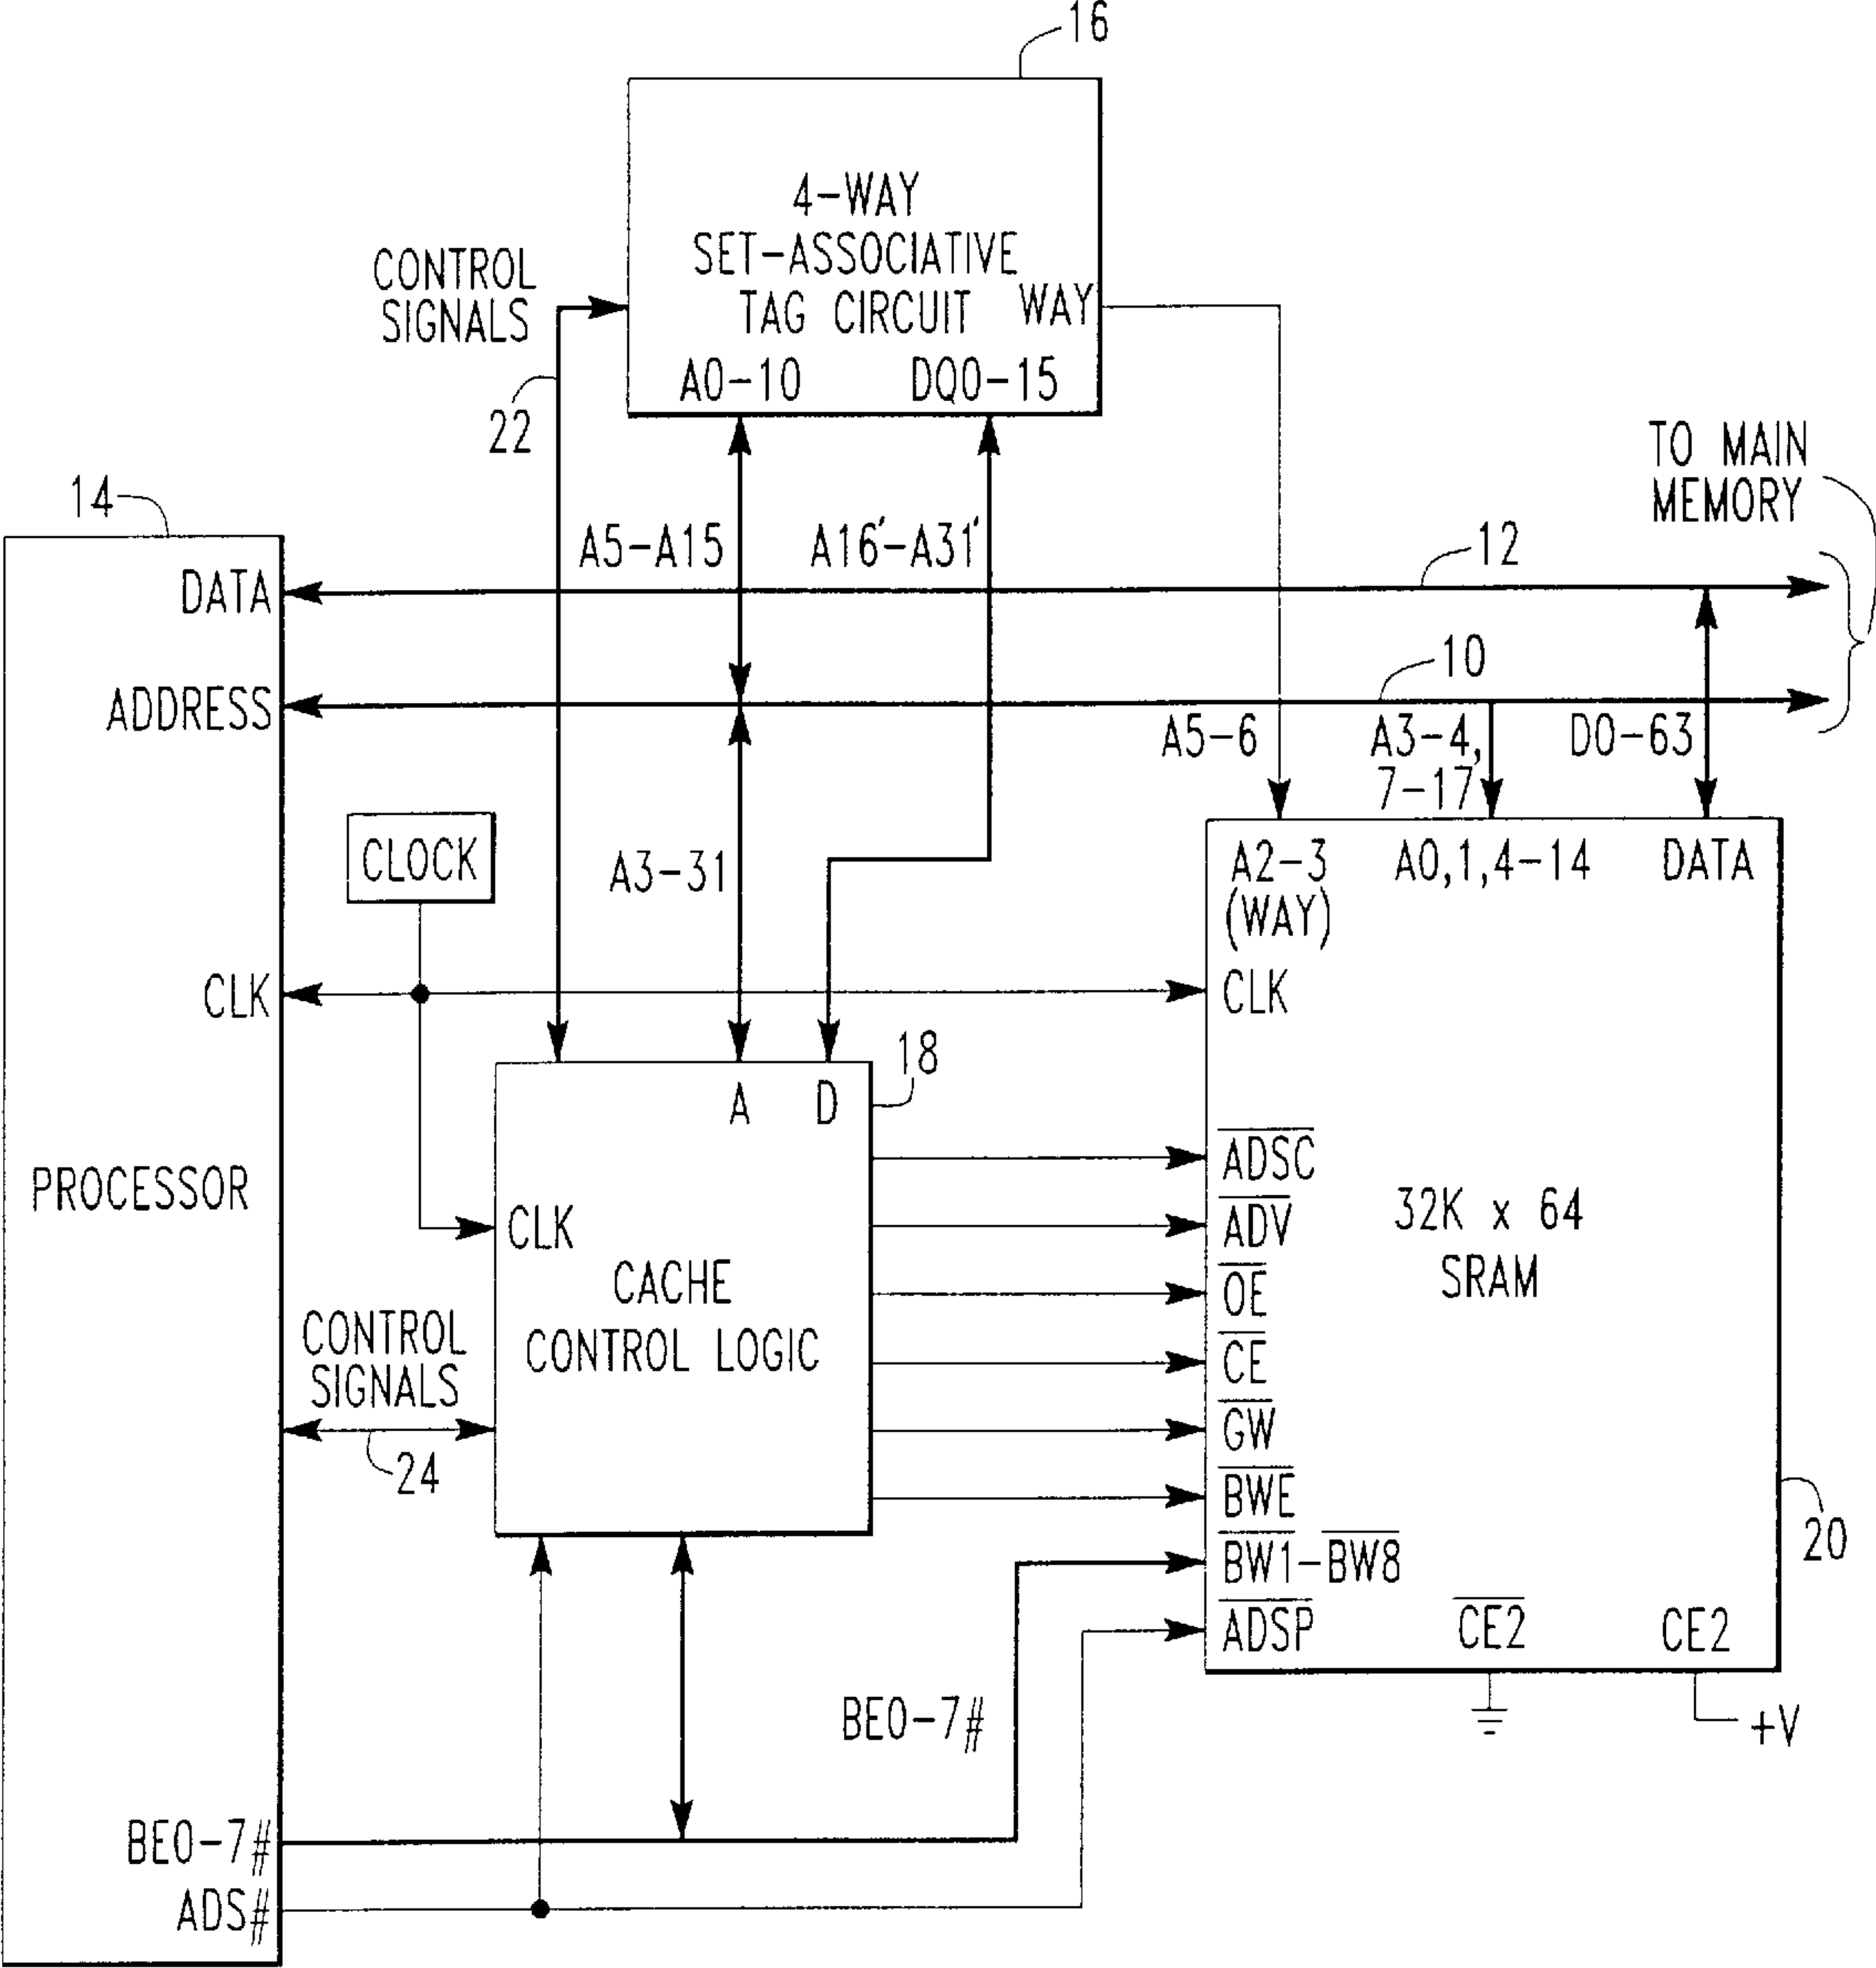 16
4-WAY
SET-ASSOCIATIVE
TAG CIRCUIT
WAY
A0-10
DQ0-15
CONTROL
SIGNALS
22
TO MAIN
MEMORY
14
A5-A15
A16'-A31'
12
DATA
10
ADDRESS
A5-6
A3-4,
7-17
D0-63
CLOCK
A3-31
A2-3
(WAY)
A0,1,4-14
DATA
CLK
CLK
18
A
D
ADSC
PROCESSOR
CLK
ADV
32K x 64
SRAM
CACHE
CONTROL LOGIC
OE
CE
CONTROL
SIGNALS
24
GW
BWE
20
BW1-BW8
ADSP
CE2
CE2
BE0-7#
+V
BE0-7#
ADS#